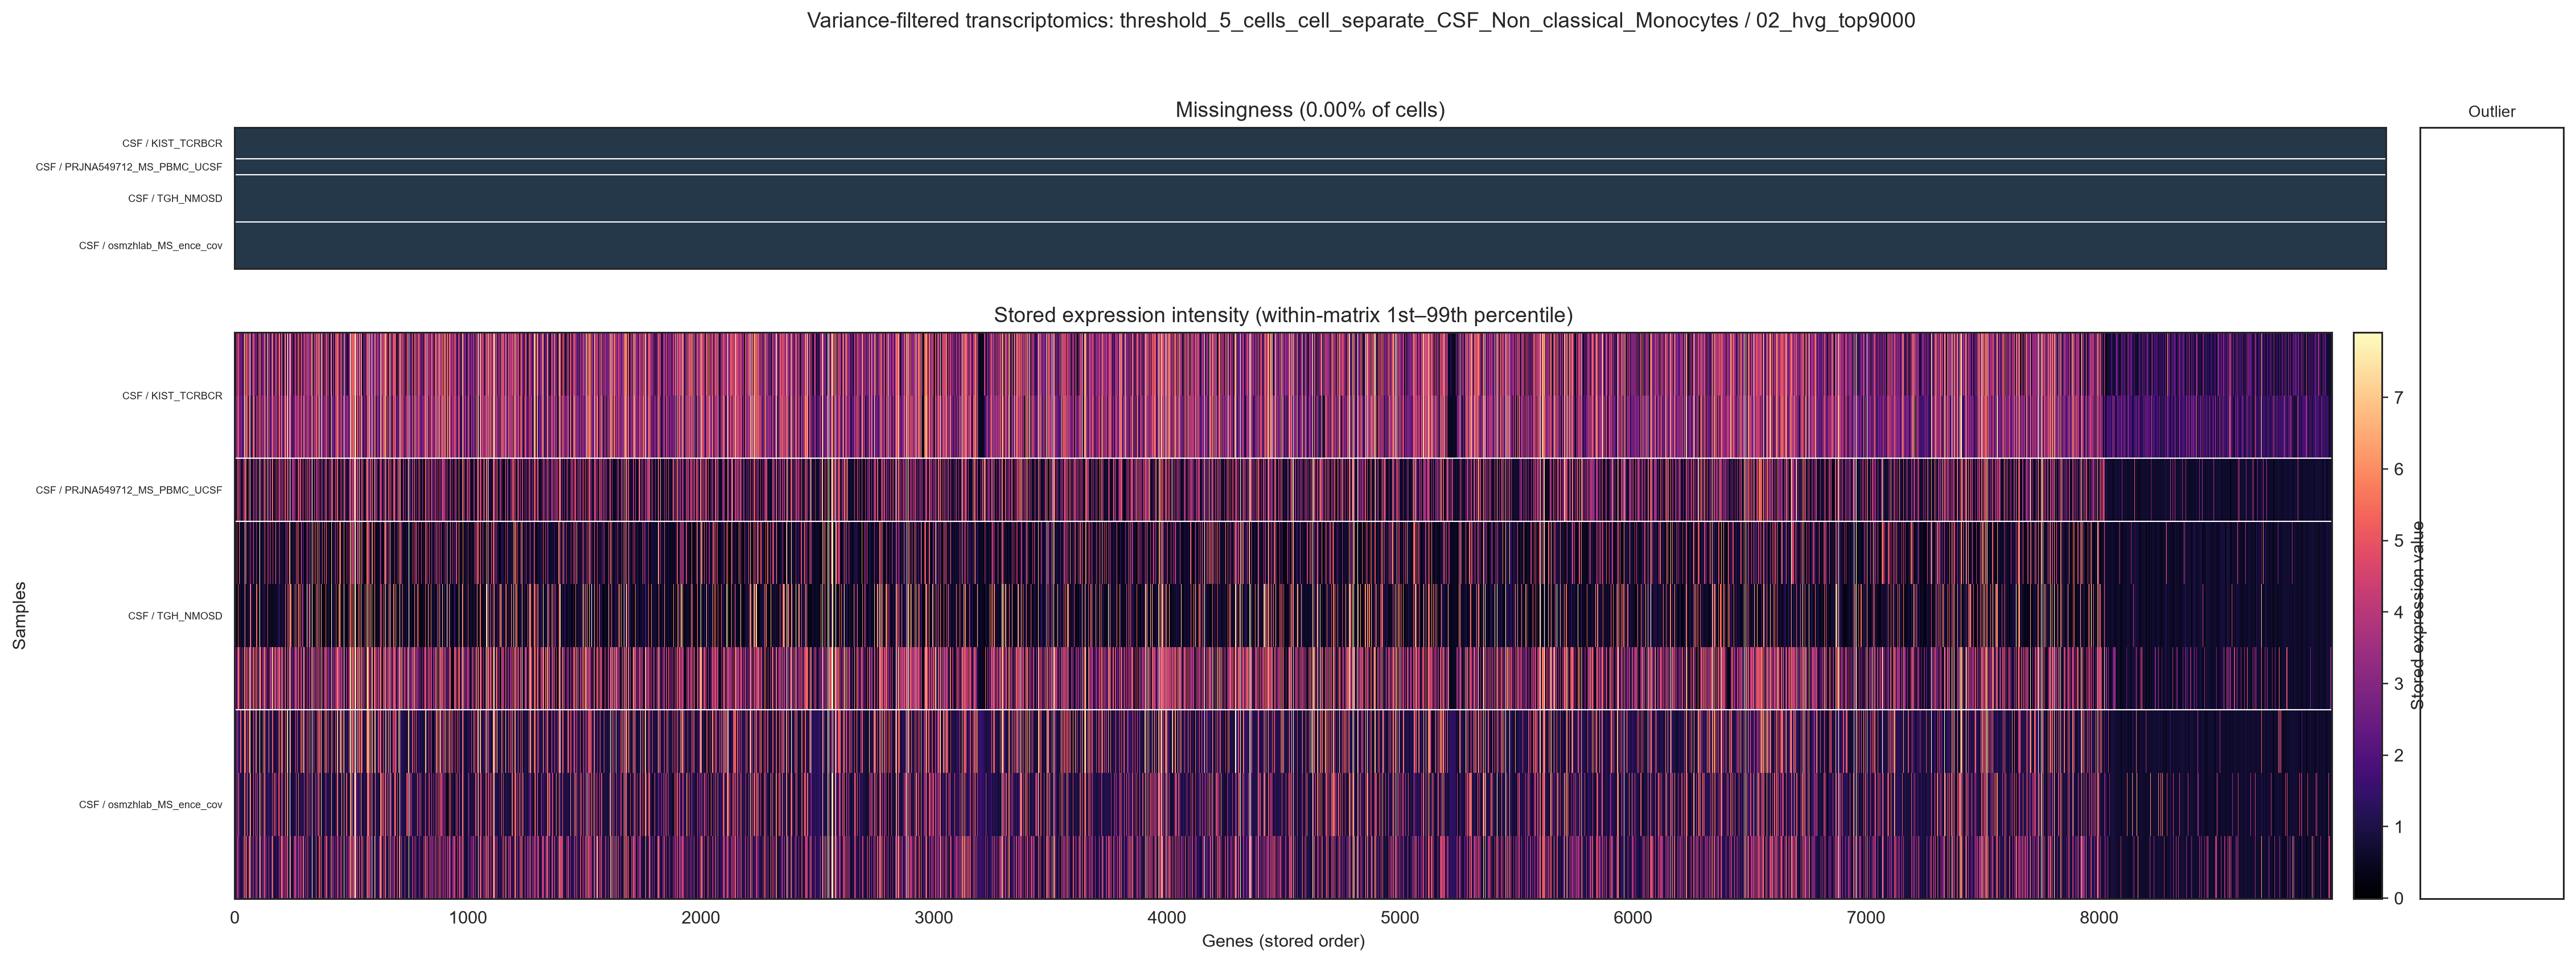 Variance-filtered transcriptomics: threshold_5_cells_cell_separate_CSF_Non_classical_Monocytes / 02_hvg_top9000
Missingness (0.00% of cells)
Outlier
CSF / KIST_TCRBCR
CSF / PRJNA549712_MS_PBMC_UCSF
CSF / TGH_NMOSD
CSF / osmzhlab_MS_ence_cov
Stored expression intensity (within-matrix 1st–99th percentile)
Samples
CSF / KIST_TCRBCR
CSF / PRJNA549712_MS_PBMC_UCSF
CSF / TGH_NMOSD
CSF / osmzhlab_MS_ence_cov
7
6
5
4
3
2
1
0
Stored expression value
0 1000 2000 3000 4000 5000 6000 7000 8000
Genes (stored order)